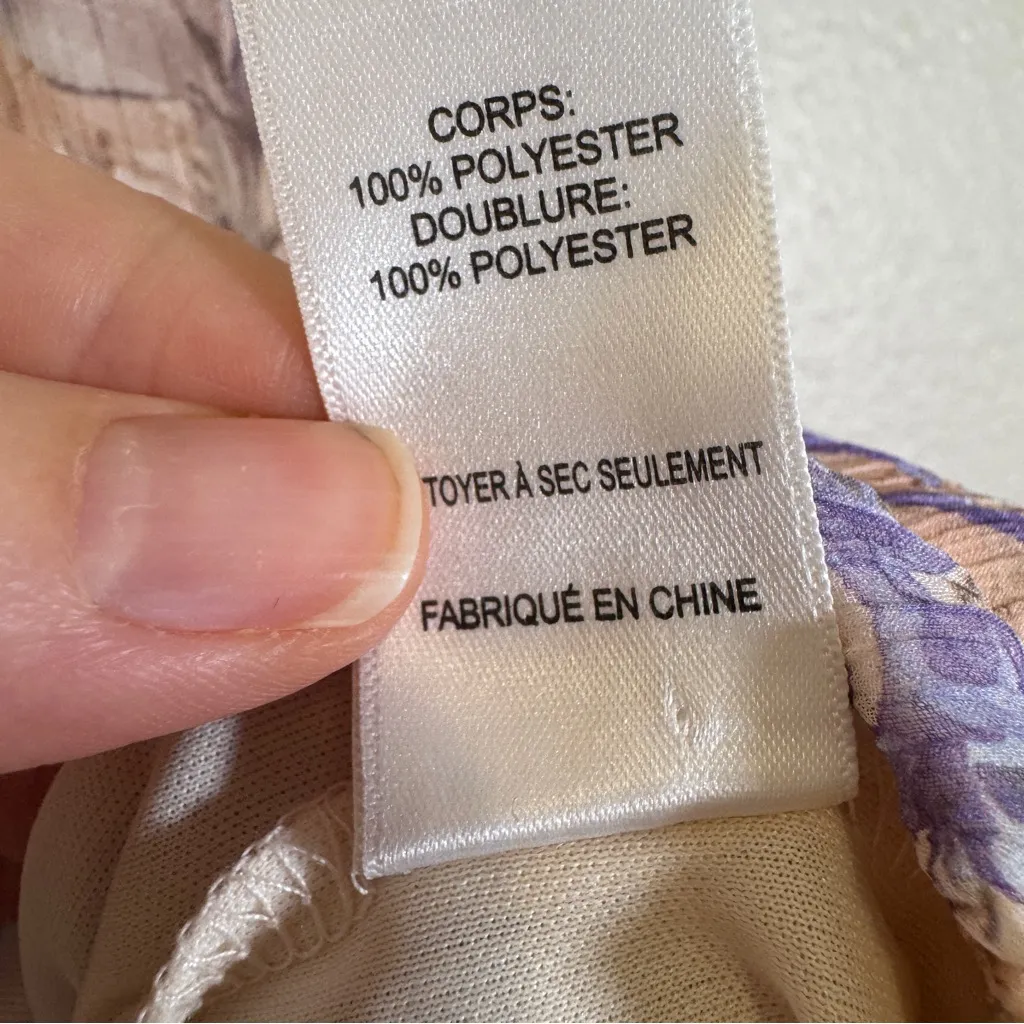 CORPS:
100% POLYESTER
DOUBLURE:
100% POLYESTER
TOYER À SEC SEULEMENT
FABRIQUÉ EN CHINE